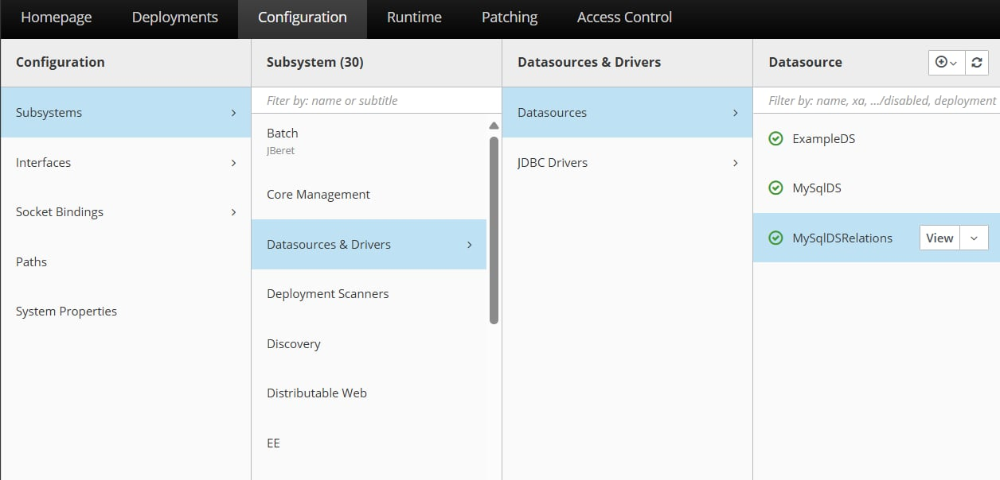 Homepage Deployments Configuration Runtime Patching Access Control
Configuration
Subsystems
Interfaces
Socket Bindings
Paths
System Properties
Subsystem (30)
Fiter by: name or subtitle
Batch
JBeret
Core Management
Datasources & Drivers
Deployment Scanners
Discovery
Distributable Web
EE
Datasources & Drivers
Datasources
JDBC Drivers
Datasource
Filter by: name, xa, .../disabled, deployment
ExampleDS
MySqlDS
MySqlDSRelations View